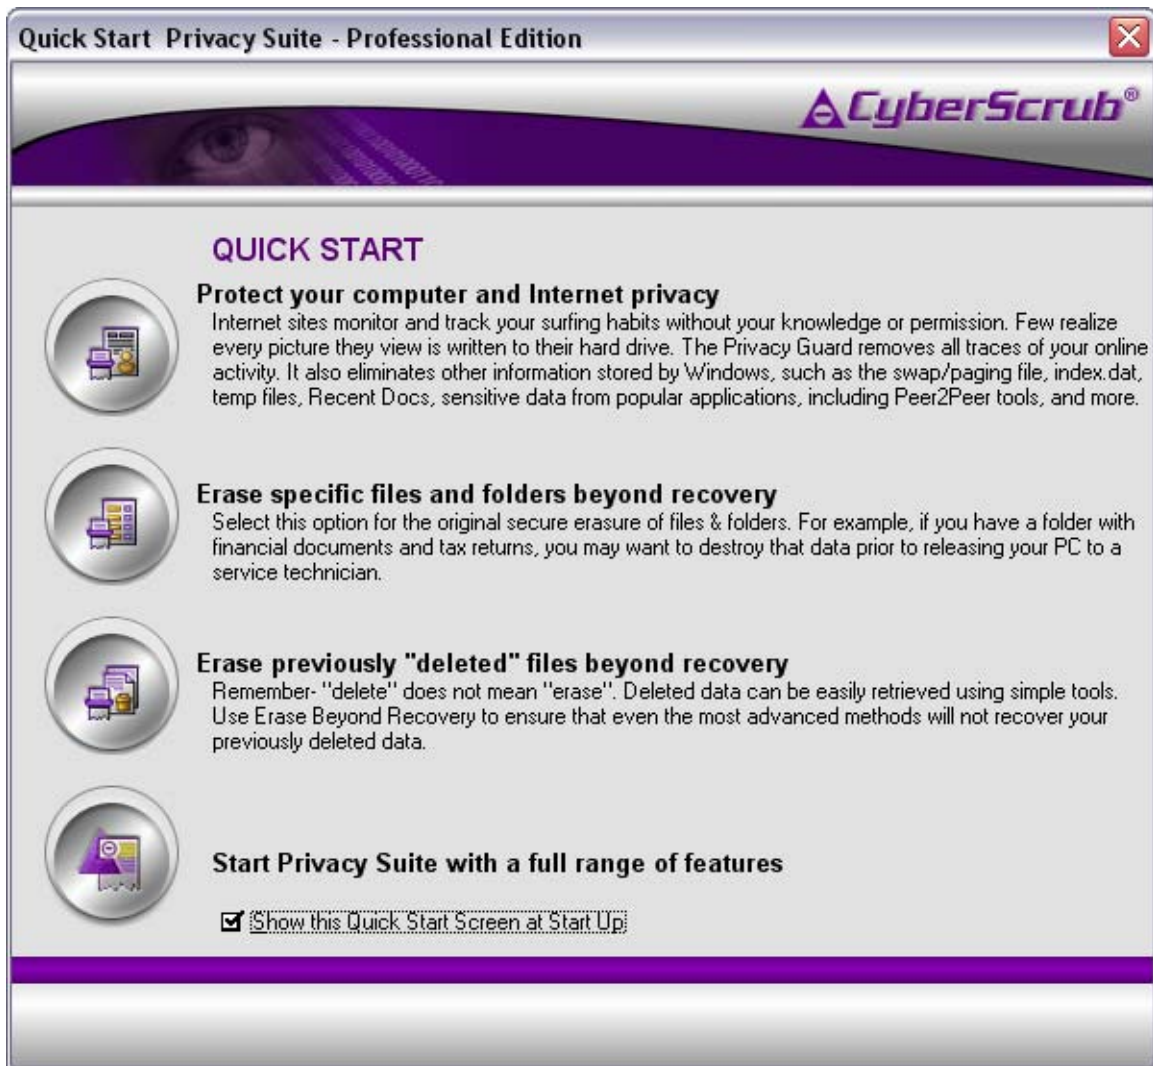 Quick Start Privacy Suite - Professional Edition
CyberScrub®
QUICK START
Protect your computer and Internet privacy
Internet sites monitor and track your surfing habits without your knowledge or permission. Few realize
every picture they view is written to their hard drive. The Privacy Guard removes all traces of your online
activity. It also eliminates other information stored by Windows, such as the swap/paging file, index.dat,
temp files, Recent Docs, sensitive data from popular applications, including Peer2Peer tools, and more.
Erase specific files and folders beyond recovery
Select this option for the original secure erasure of files & folders. For example, if you have a folder with
financial documents and tax returns, you may want to destroy that data prior to releasing your PC to a
service technician.
Erase previously "deleted" files beyond recovery
Remember- "delete" does not mean "erase". Deleted data can be easily retrieved using simple tools.
Use Erase Beyond Recovery to ensure that even the most advanced methods will not recover your
previously deleted data.
Start Privacy Suite with a full range of features
Show this Quick Start Screen at Start Up